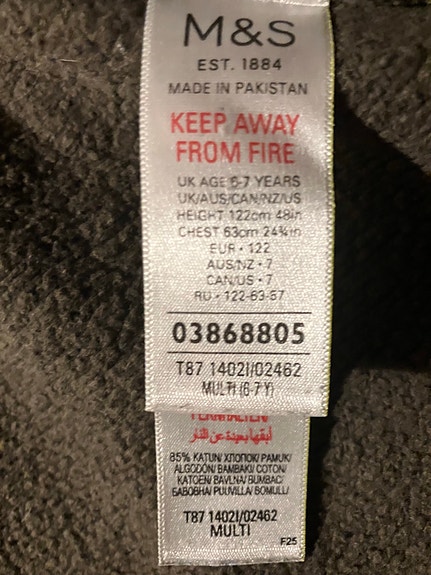 M&S
EST. 1884
MADE IN PAKISTAN
KEEP AWAY
FROM FIRE
UK AGE 6-7 YEARS
UK/AUS/CAN/NZ/US
HEIGHT 122cm 48in
CHEST 63cm 24¾in
EUR • 122
AUS/NZ • 7
CAN/US • 7
RU • 122-63-57
03868805
T87 1402I/02462
MULTI (6-7 Y)
أبقها بعيدة عن النار
85% KATUN/ ХЛОПОК/ PAMUK/
ALGODÓN/ BAMBAKI/ COTON/
KATOEN/ BAVLNA/ BUMBAC/
БАВОВНА/ PUUVILLA/ BOMULL/
T87 1402I/02462
MULTI
F25